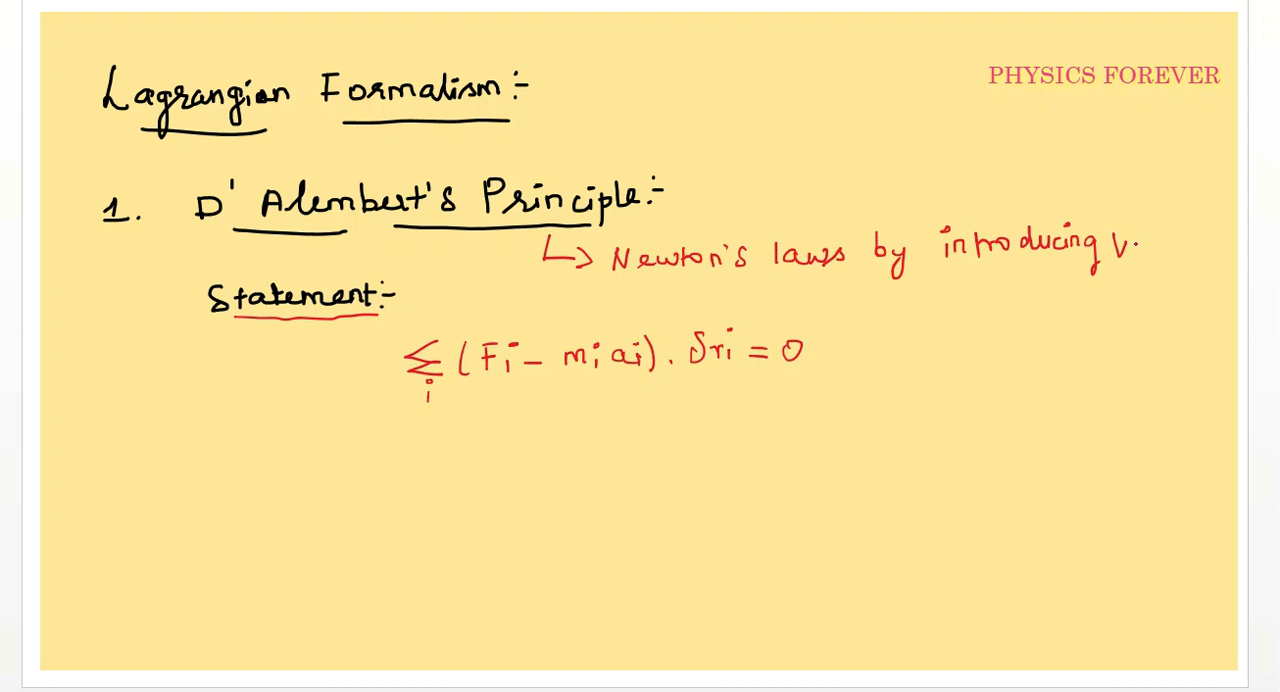 Lagrangian Formalism:-
PHYSICS FOREVER
1. D' Alembert's Principle:-
↳ Newton's laws by introducing v
Statement:-
∑ᵢ (Fi - mi ai) . δri = 0